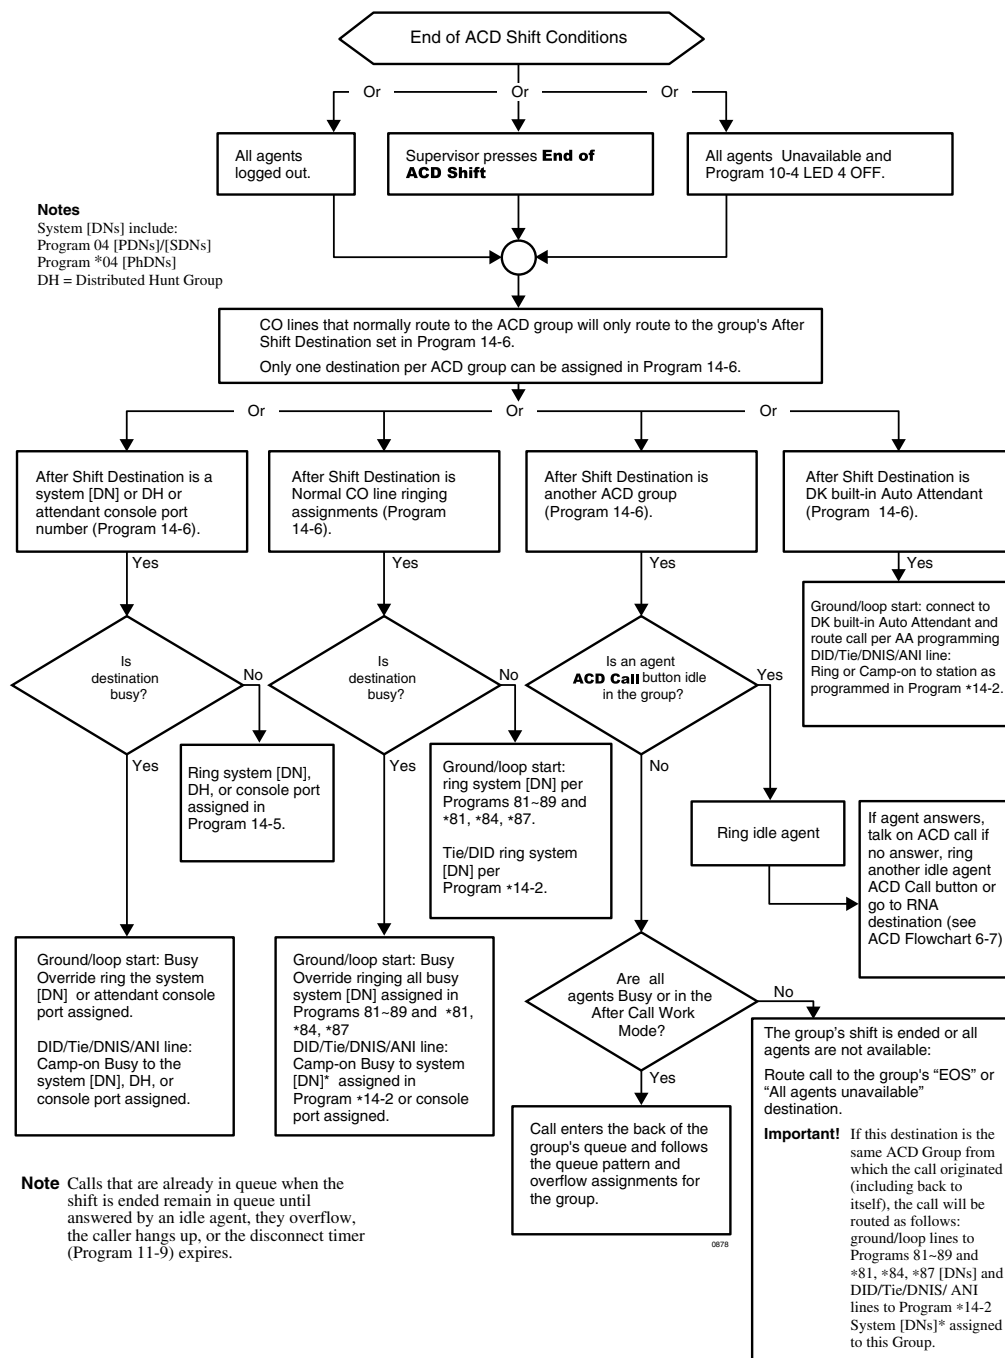 End of ACD Shift Conditions
Or
Or
Or
All agents
logged out.
Supervisor presses End of
ACD Shift
All agents Unavailable and
Program 10-4 LED 4 OFF.
Notes
System [DNs] include:
Program 04 [PDNs]/[SDNs]
Program *04 [PhDNs]
DH = Distributed Hunt Group
CO lines that normally route to the ACD group will only route to the group's After
Shift Destination set in Program 14-6.
Only one destination per ACD group can be assigned in Program 14-6.
Or
Or
Or
After Shift Destination is a
system [DN] or DH or
attendant console port
number (Program 14-6).
After Shift Destination is
Normal CO line ringing
assignments (Program
14-6).
After Shift Destination is
another ACD group
(Program 14-6).
After Shift Destination is
DK built-in Auto Attendant
(Program 14-6).
Yes
Yes
Yes
Yes
Ground/loop start: connect to
DK built-in Auto Attendant and
route call per AA programming
DID/Tie/DNIS/ANI line:
Ring or Camp-on to station as
programmed in Program *14-2.
Is
destination
busy?
No
Is
destination
busy?
No
Is an agent
ACD Call button idle
in the group?
Yes
Yes
Yes
No
Ring system [DN],
DH, or console port
assigned in
Program 14-5.
Ground/loop start:
ring system [DN] per
Programs 81~89 and
*81, *84, *87.
Tie/DID ring system
[DN] per
Program *14-2.
Ring idle agent
If agent answers,
talk on ACD call if
no answer, ring
another idle agent
ACD Call button or
go to RNA
destination (see
ACD Flowchart 6-7)
Ground/loop start: Busy
Override ring the system
[DN] or attendant console
port assigned.
DID/Tie/DNIS/ANI line:
Camp-on Busy to the
system [DN], DH, or
console port assigned.
Ground/loop start: Busy
Override ringing all busy
system [DN] assigned in
Programs 81~89 and *81,
*84, *87
DID/Tie/DNIS/ANI line:
Camp-on Busy to system
[DN]* assigned in
Program *14-2 or console
port assigned.
Are all
agents Busy or in the
After Call Work
Mode?
No
Yes
Call enters the back of the
group's queue and follows
the queue pattern and
overflow assignments for
the group.
0878
The group's shift is ended or all
agents are not available:
Route call to the group's “EOS” or
“All agents unavailable”
destination.
Important! If this destination is the
same ACD Group from
which the call originated
(including back to
itself), the call will be
routed as follows:
ground/loop lines to
Programs 81~89 and
*81, *84, *87 [DNs] and
DID/Tie/DNIS/ ANI
lines to Program *14-2
System [DNs]* assigned
to this Group.
Note Calls that are already in queue when the
shift is ended remain in queue until
answered by an idle agent, they overflow,
the caller hangs up, or the disconnect timer
(Program 11-9) expires.